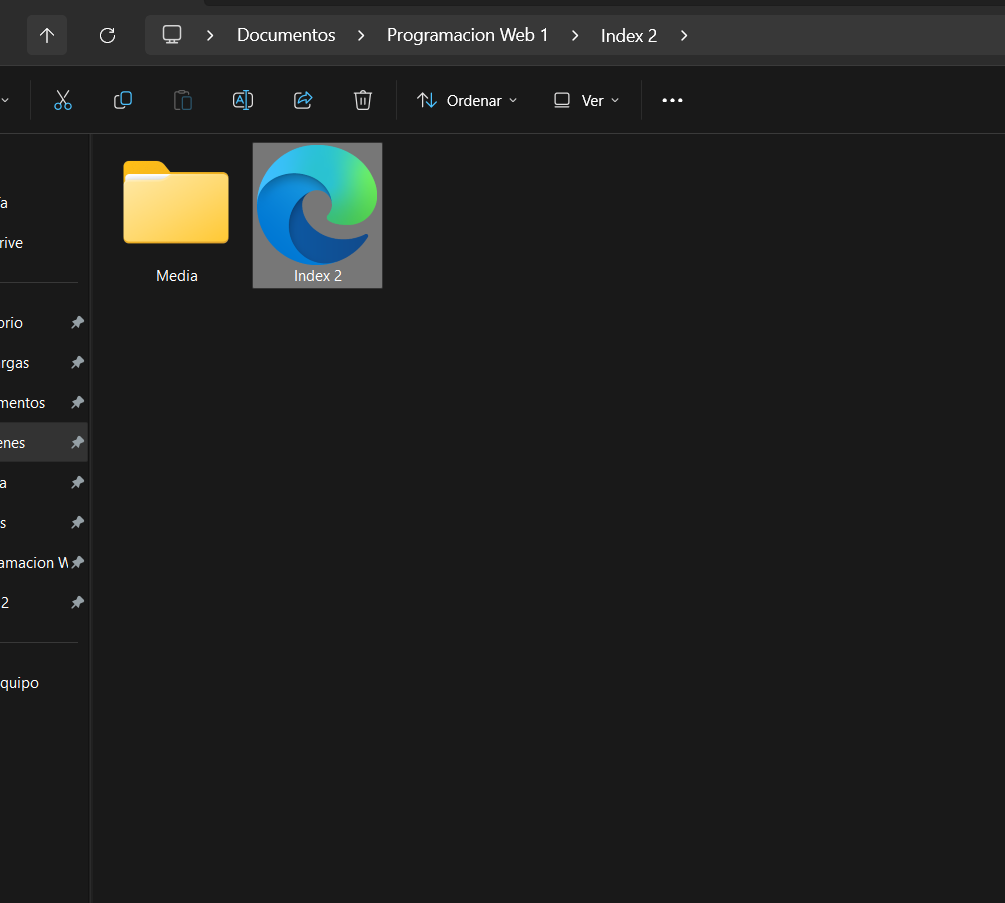 Documentos > Programacion Web 1 > Index 2 >
Ordenar
Ver
Media
Index 2
a
rive
orio
rgas
mentos
enes
a
s
amacion W
2
quipo